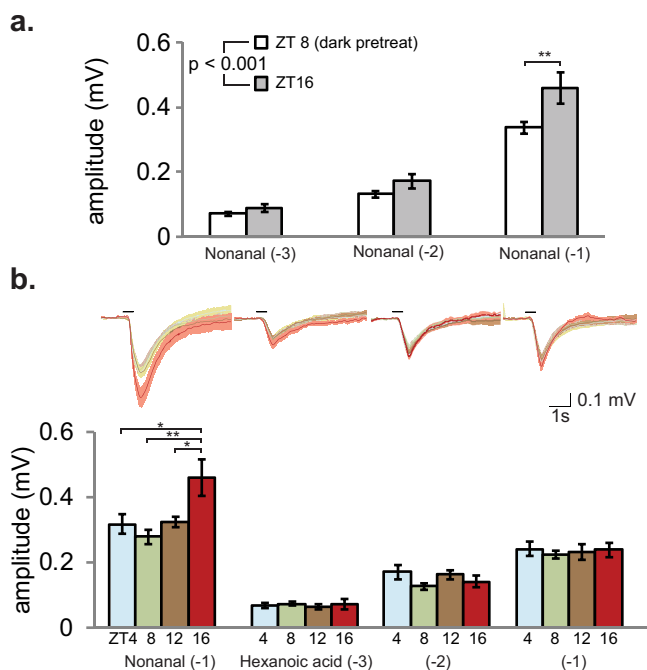 a.
amplitude (mV)
0.6
0.4
0.2
0
ZT 8 (dark pretreat)
p < 0.001
ZT16
**
Nonanal (-3) Nonanal (-2) Nonanal (-1)
b.
0.1 mV
1s
amplitude (mV)
0.6
0.4
0.2
0
*
**
*
ZT4 8 12 16 4 8 12 16 4 8 12 16 4 8 12 16
Nonanal (-1) Hexanoic acid (-3) (-2) (-1)